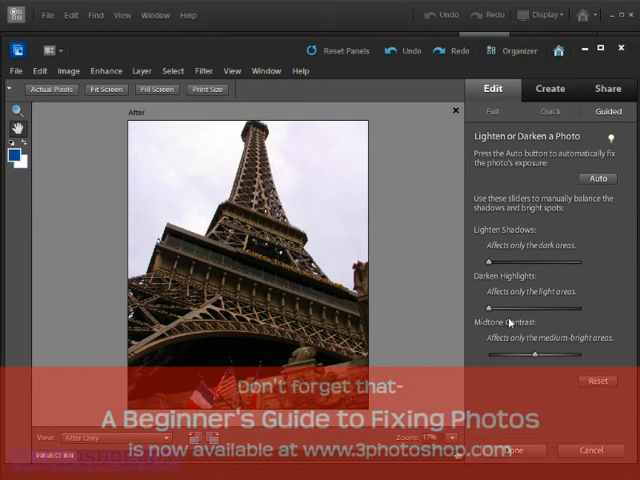 File Edit Find View Window Help Undo Redo Display
Reset Panels Undo Redo Organizer
File Edit Image Enhance Layer Select Filter View Window Help
Actual Pixels Fit Screen Fill Screen Print Size
Edit Create Share
Full Quick Guided
After
Lighten or Darken a Photo
Press the Auto button to automatically fix
the photo's exposure:
Auto
Use these sliders to manually balance the
shadows and bright spots:
Lighten Shadows:
Affects only the dark areas.
Darken Highlights:
Affects only the light areas.
Midtone Contrast:
Affects only the medium-bright areas.
Reset
Don't forget that-
A Beginner's Guide to Fixing Photos
is now available at www.3photoshop.com
View: After Only Zoom: 17%
Done Cancel
PROJECT BIN